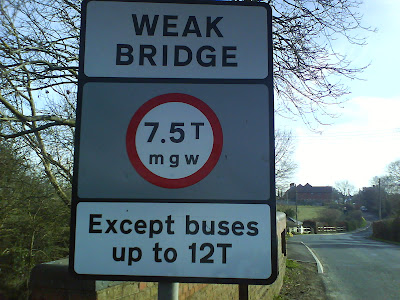 WEAK
BRIDGE
7.5T
mgw
Except buses
up to 12T